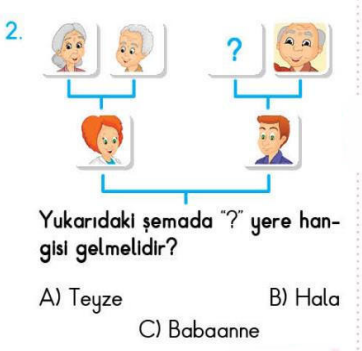 2.
?
Yukarıdaki şemada "?" yere han-
gisi gelmelidir?
A) Teyze B) Hala
C) Babaanne